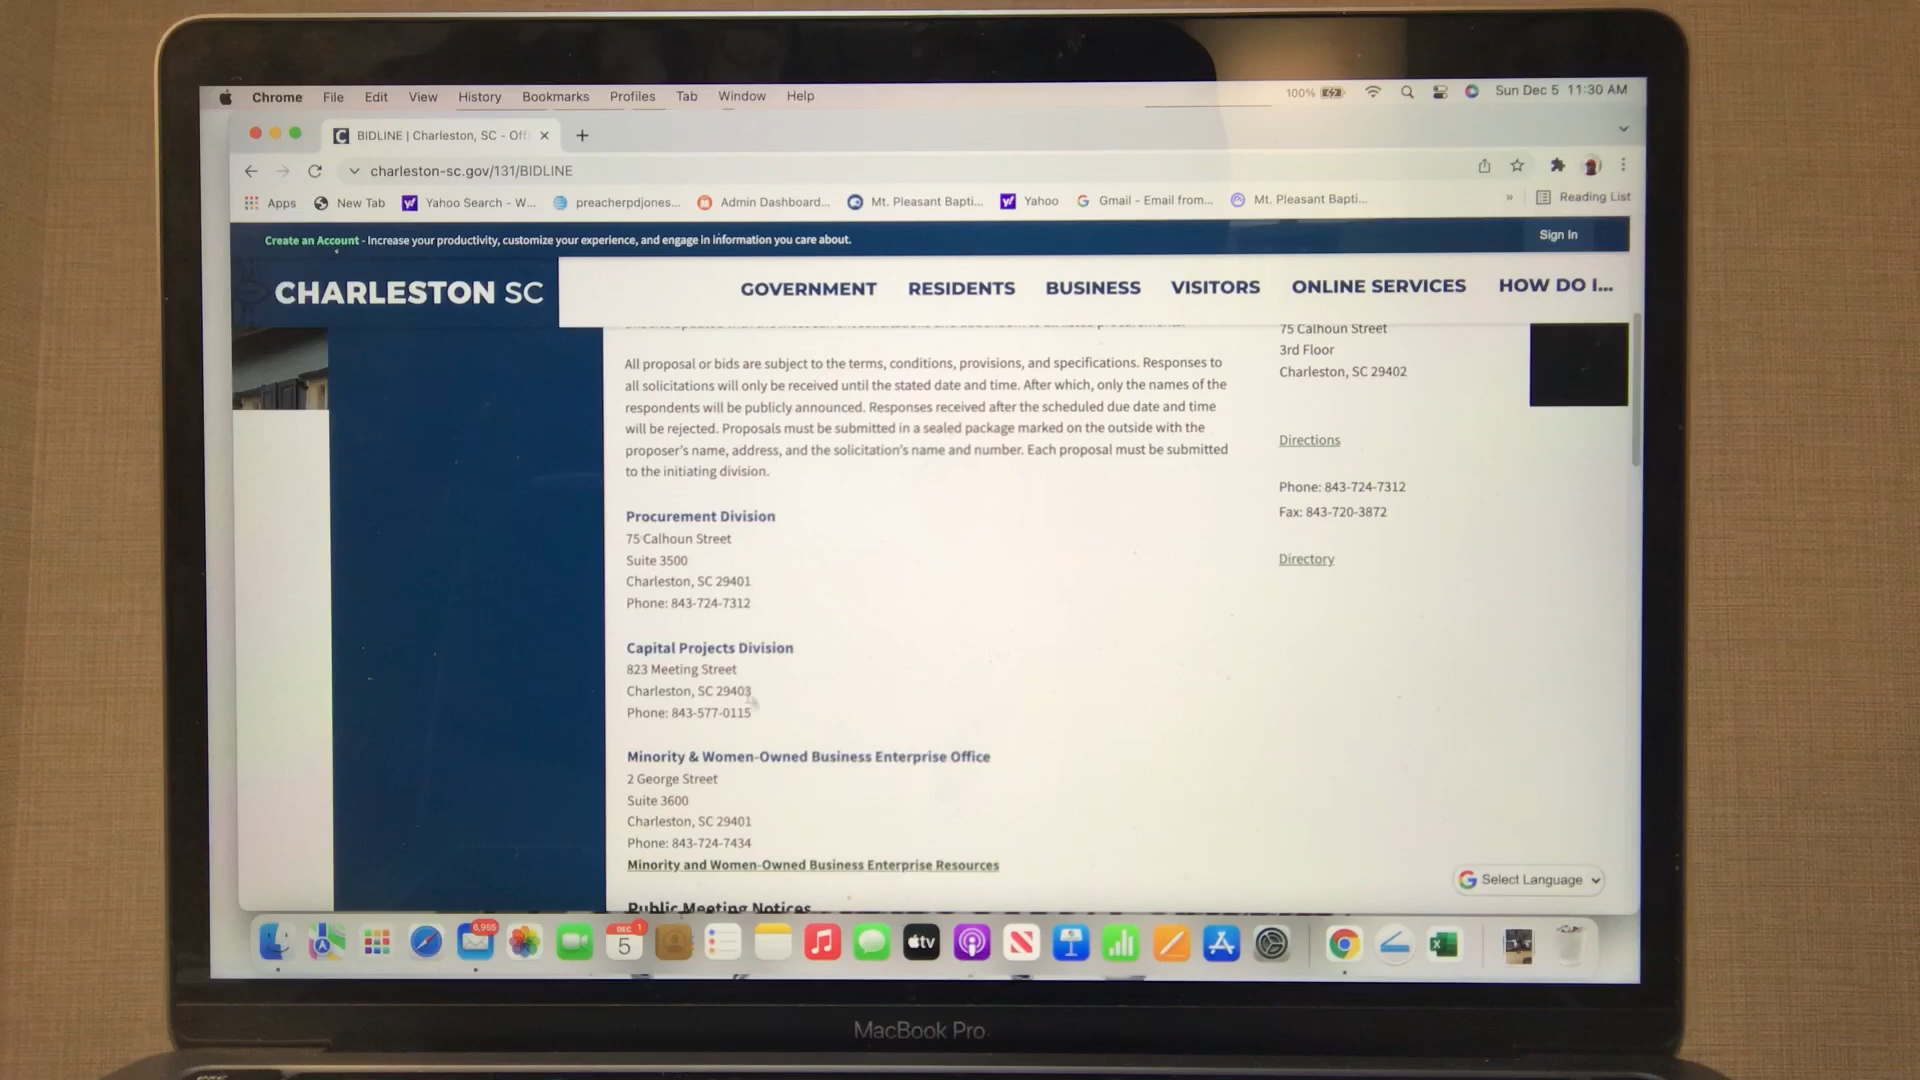 Chrome File Edit View History Bookmarks Profiles Tab Window Help 100% Sun Dec 5 11:30 AM
BIDLINE | Charleston, SC - Off
charleston-sc.gov/131/BIDLINE
Apps New Tab Yahoo Search - W... preacherpdjones... Admin Dashboard... Mt. Pleasant Bapti... Yahoo Gmail - Email from... Mt. Pleasant Bapti... » Reading List
Create an Account - Increase your productivity, customize your experience, and engage in information you care about. Sign In
CHARLESTON SC GOVERNMENT RESIDENTS BUSINESS VISITORS ONLINE SERVICES HOW DO I...
All proposal or bids are subject to the terms, conditions, provisions, and specifications. Responses to
all solicitations will only be received until the stated date and time. After which, only the names of the
respondents will be publicly announced. Responses received after the scheduled due date and time
will be rejected. Proposals must be submitted in a sealed package marked on the outside with the
proposer's name, address, and the solicitation's name and number. Each proposal must be submitted
to the initiating division.
Procurement Division
75 Calhoun Street
Suite 3500
Charleston, SC 29401
Phone: 843-724-7312
Capital Projects Division
823 Meeting Street
Charleston, SC 29403
Phone: 843-577-0115
Minority & Women-Owned Business Enterprise Office
2 George Street
Suite 3600
Charleston, SC 29401
Phone: 843-724-7434
Minority and Women-Owned Business Enterprise Resources
Public Meeting Notices
75 Calhoun Street
3rd Floor
Charleston, SC 29402
Directions
Phone: 843-724-7312
Fax: 843-720-3872
Directory
Select Language
6,955
DEC 1
5
tv
MacBook Pro
esc